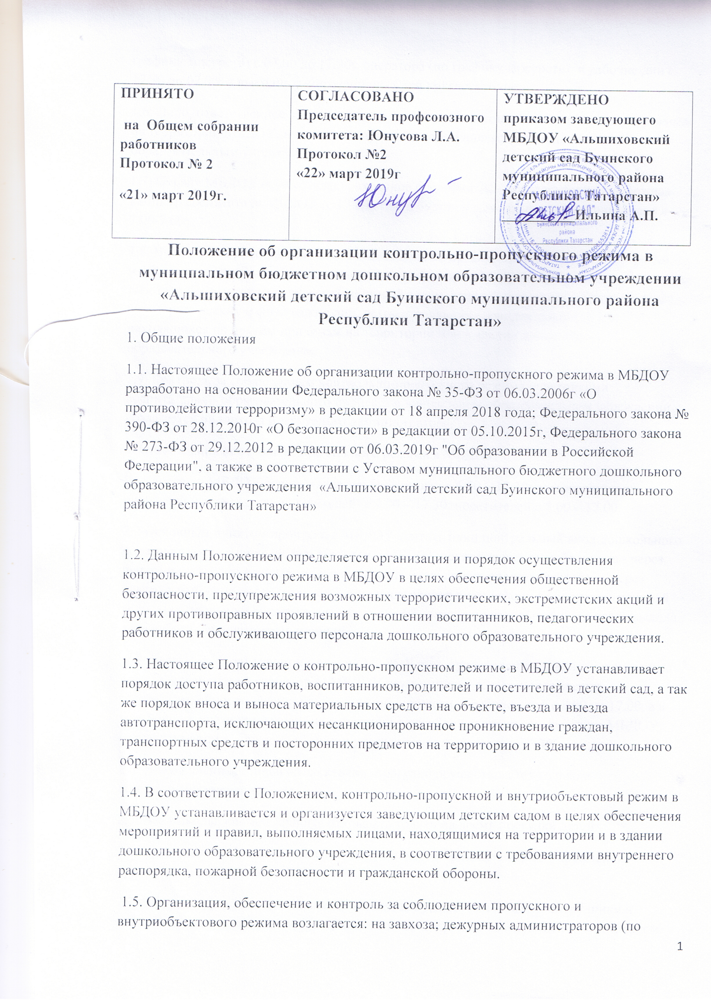 ПРИНЯТО
на Общем собрании
работников
Протокол № 2
«21» март 2019г.
СОГЛАСОВАНО
Председатель профсоюзного
комитета: Юнусова Л.А.
Протокол №2
«22» март 2019г
УТВЕРЖДЕНО
приказом заведующего
МБДОУ «Альшиховский
детский сад Буинского
муниципального района
Республики Татарстан»
Ильина А.П.
"АЛЬШИХОВСКИЙ
ДЕТСКИЙ САД"
Буинского муниципального
района
Республики Татарстан
Положение об организации контрольно-пропускного режима в
муниципальном бюджетном дошкольном образовательном учреждении
«Альшиховский детский сад Буинского муниципального района
Республики Татарстан»
1. Общие положения
1.1. Настоящее Положение об организации контрольно-пропускного режима в МБДОУ
разработано на основании Федерального закона № 35-ФЗ от 06.03.2006г «О
противодействии терроризму» в редакции от 18 апреля 2018 года; Федерального закона №
390-ФЗ от 28.12.2010г «О безопасности» в редакции от 05.10.2015г, Федерального закона
№ 273-ФЗ от 29.12.2012 в редакции от 06.03.2019г "Об образовании в Российской
Федерации", а также в соответствии с Уставом муницпального бюджетного дошкольного
образовательного учреждения «Альшиховский детский сад Буинского муниципального
района Республики Татарстан»
1.2. Данным Положением определяется организация и порядок осуществления
контрольно-пропускного режима в МБДОУ в целях обеспечения общественной
безопасности, предупреждения возможных террористических, экстремистских акций и
других противоправных проявлений в отношении воспитанников, педагогических
работников и обслуживающего персонала дошкольного образовательного учреждения.
1.3. Настоящее Положение о контрольно-пропускном режиме в МБДОУ устанавливает
порядок доступа работников, воспитанников, родителей и посетителей в детский сад, а так
же порядок вноса и выноса материальных средств на объекте, въезда и выезда
автотранспорта, исключающих несанкционированное проникновение граждан,
транспортных средств и посторонних предметов на территорию и в здание дошкольного
образовательного учреждения.
1.4. В соответствии с Положением, контрольно-пропускной и внутриобъектовый режим в
МБДОУ устанавливается и организуется заведующим детским садом в целях обеспечения
мероприятий и правил, выполняемых лицами, находящимися на территории и в здании
дошкольного образовательного учреждения, в соответствии с требованиями внутреннего
распорядка, пожарной безопасности и гражданской обороны.
1.5. Организация, обеспечение и контроль за соблюдением пропускного и
внутриобъектового режима возлагается: на завхоза; дежурных администраторов (по
1